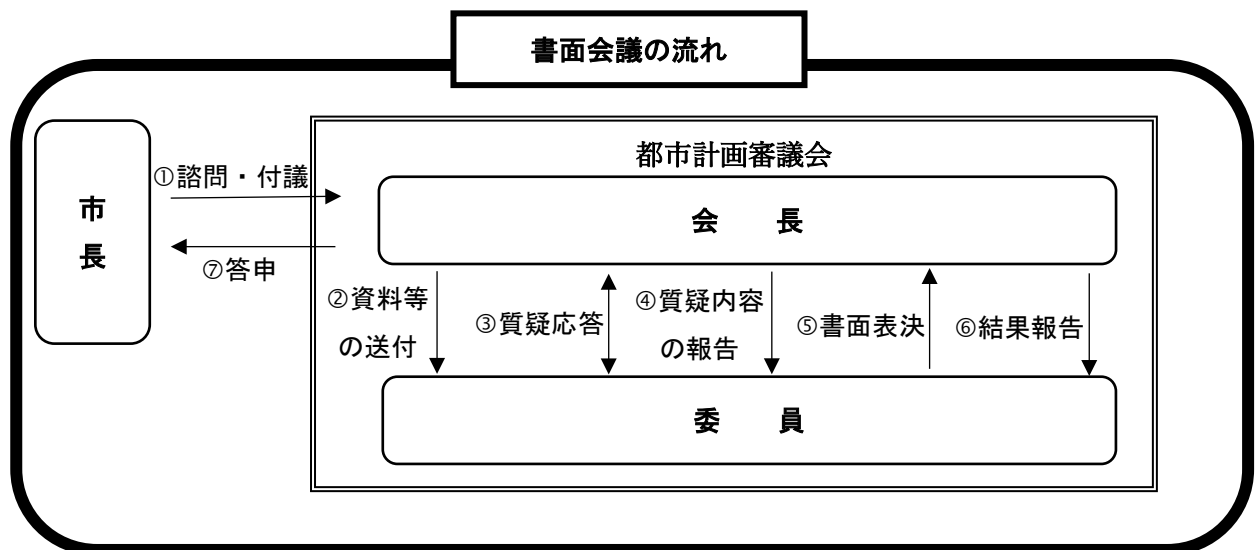 書面会議の流れ
都市計画審議会
市
長
①諮問・付議
⑦答申
会　長
②資料等
の送付
③質疑応答
④質疑内容
の報告
⑤書面表決
⑥結果報告
委　員